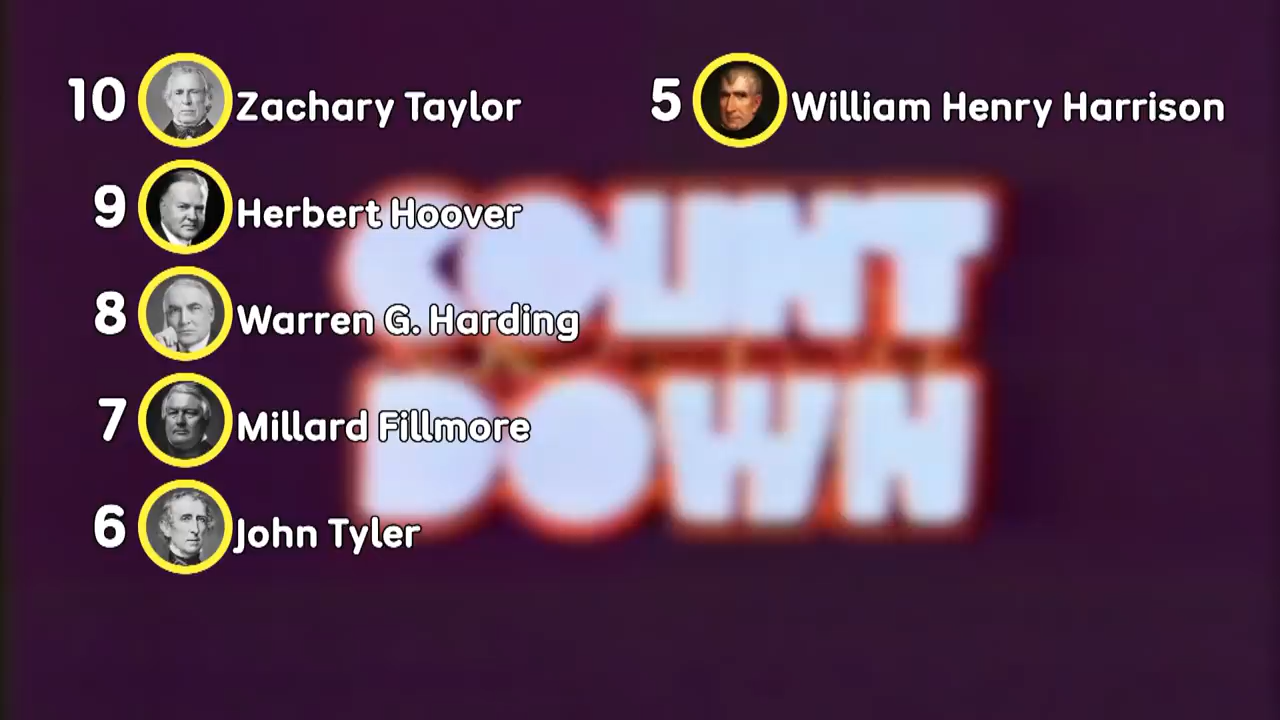 10 Zachary Taylor
9 Herbert Hoover
8 Warren G. Harding
7 Millard Fillmore
6 John Tyler
5 William Henry Harrison
COUNT
DOWN